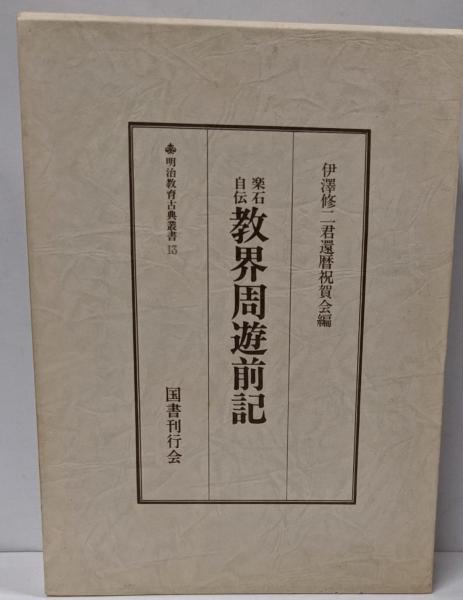 伊澤修二君還暦祝賀会編
楽石自伝
教界周遊前記
明治教育古典叢書 13
国書刊行会